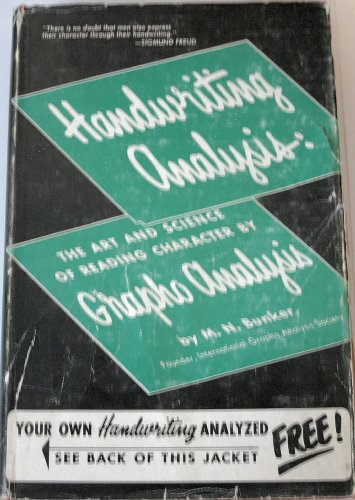 "There is no doubt that men also express
their character through their handwriting."
—SIGMUND FREUD
Handwriting
Analysis:
THE ART AND SCIENCE
OF READING CHARACTER BY
Grapho Analysis
by M. N. Bunker
Founder, International Grapho Analysis Society
YOUR OWN Handwriting ANALYZED FREE!
SEE BACK OF THIS JACKET